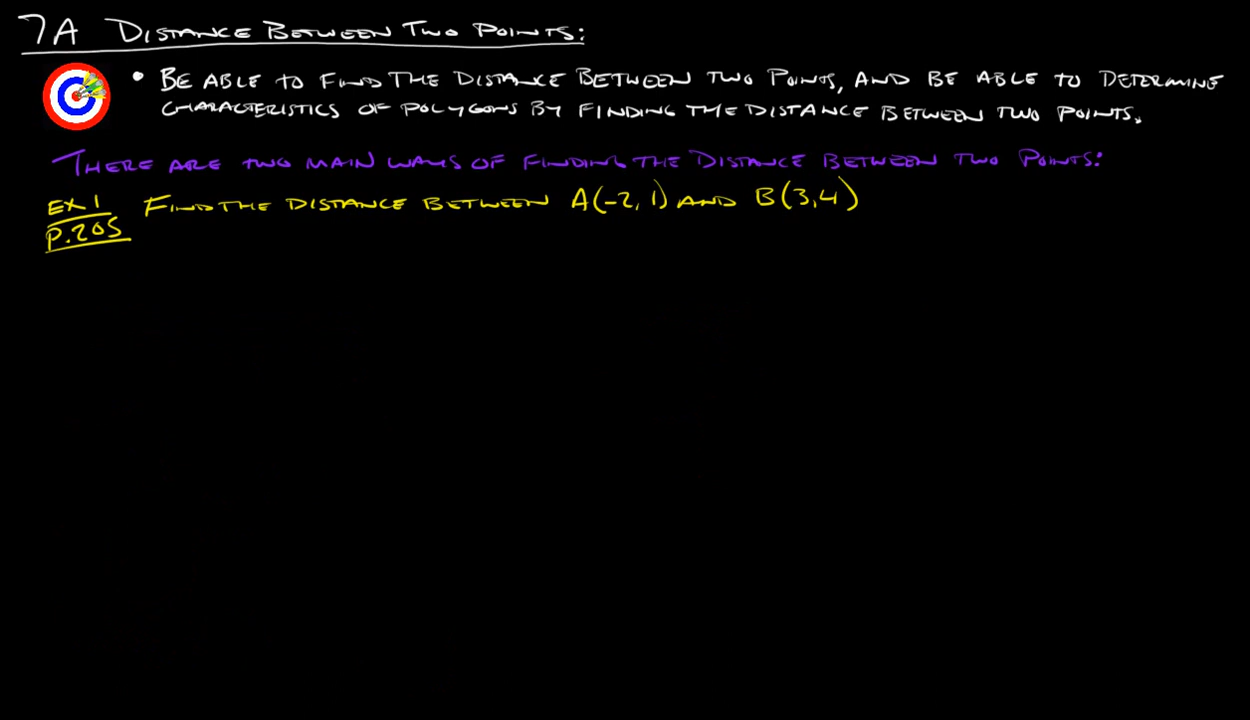 7A DISTANCE BETWEEN TWO POINTS:
• BE ABLE TO FIND THE DISTANCE BETWEEN TWO POINTS, AND BE ABLE TO DETERMINE
CHARACTERISTICS OF POLYGONS BY FINDING THE DISTANCE BETWEEN TWO POINTS.
THERE ARE TWO MAIN WAYS OF FINDING THE DISTANCE BETWEEN TWO POINTS:
EX 1 FIND THE DISTANCE BETWEEN A(-2, 1) AND B(3,4)
P.205